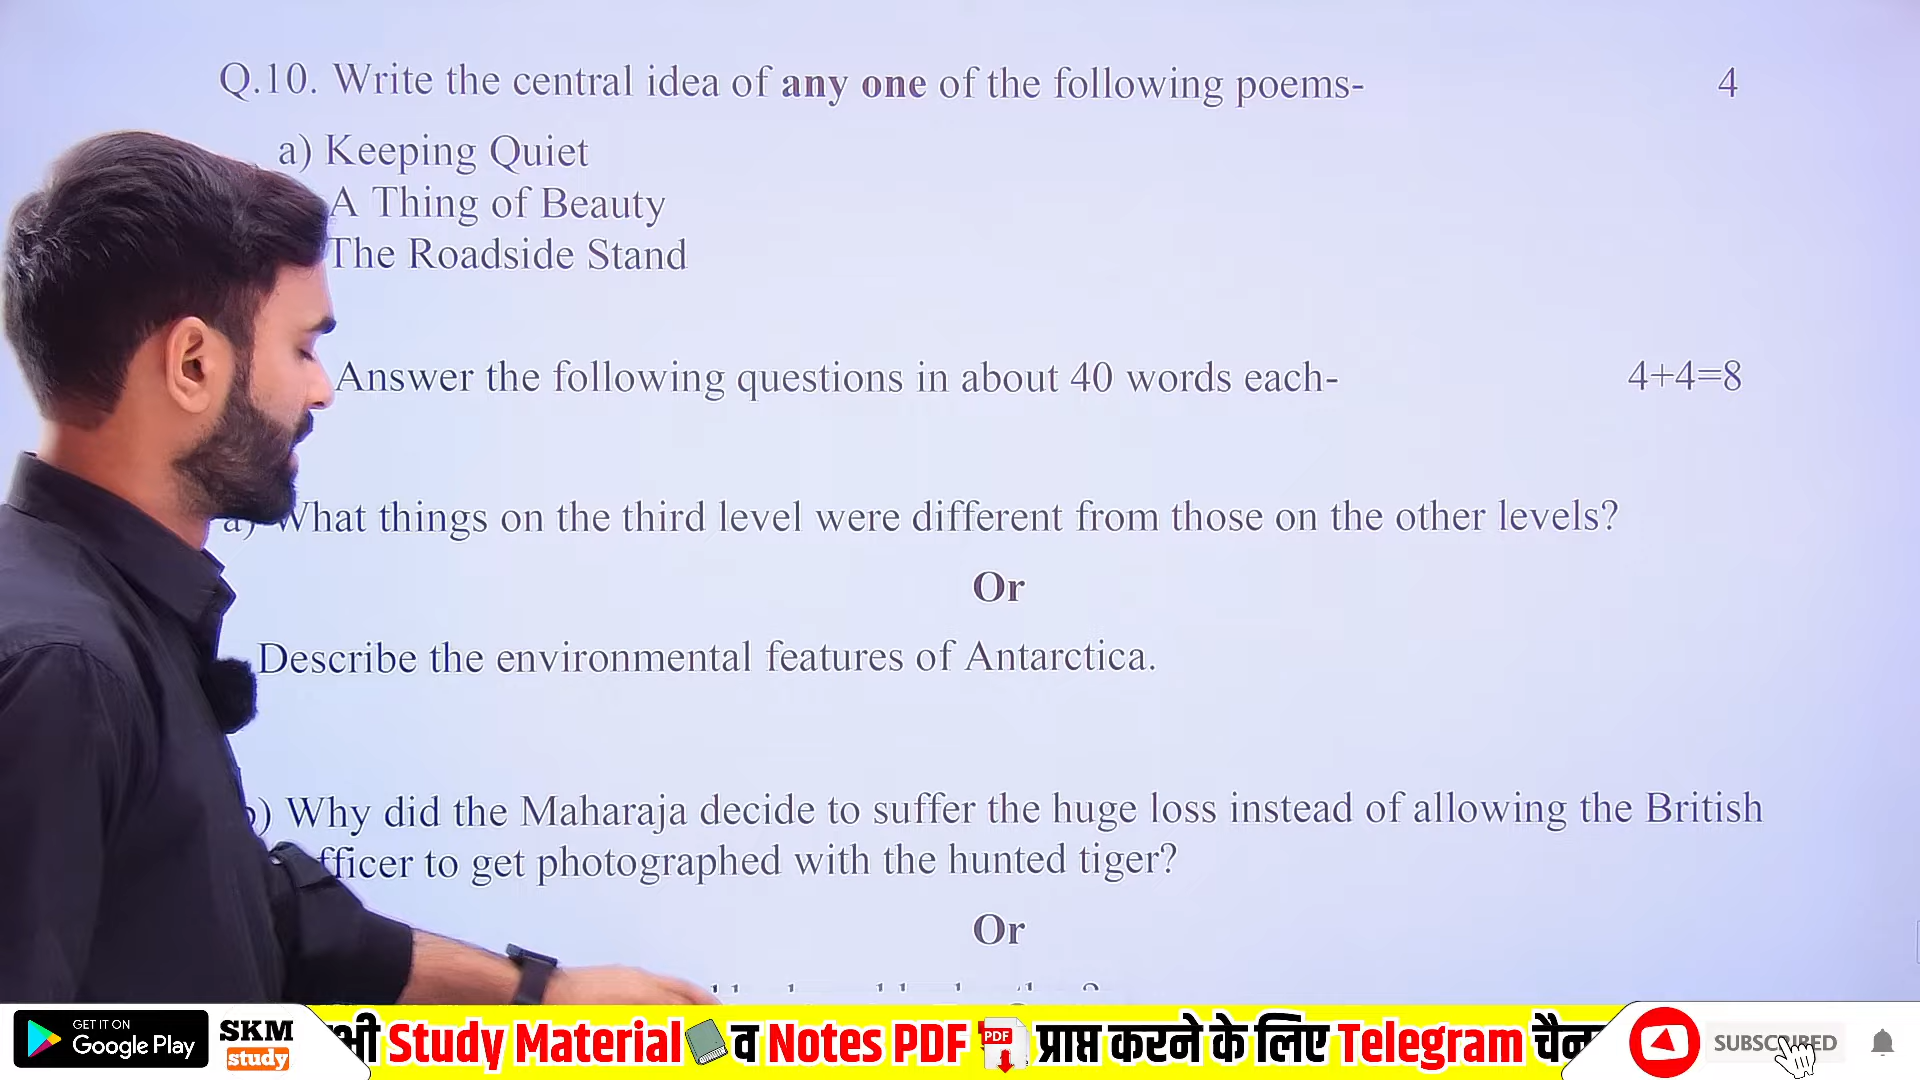 Q.10. Write the central idea of any one of the following poems- 4
a) Keeping Quiet
A Thing of Beauty
The Roadside Stand
Answer the following questions in about 40 words each- 4+4=8
a) What things on the third level were different from those on the other levels?
Or
Describe the environmental features of Antarctica.
b) Why did the Maharaja decide to suffer the huge loss instead of allowing the British
fficer to get photographed with the hunted tiger?
Or
GET IT ON
Google Play
SKM
study
भी Study Material व Notes PDF PDF प्राप्त करने के लिए Telegram चैन
SUBSCRIBED